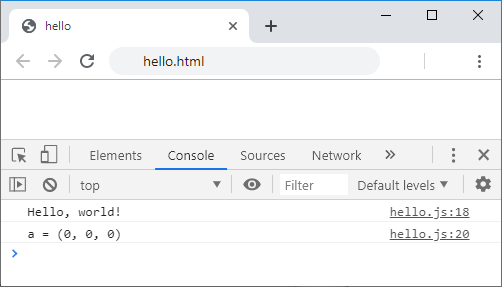 hello
hello.html
Elements Console Sources Network
top Filter Default levels
Hello, world! hello.js:18
a = (0, 0, 0) hello.js:20